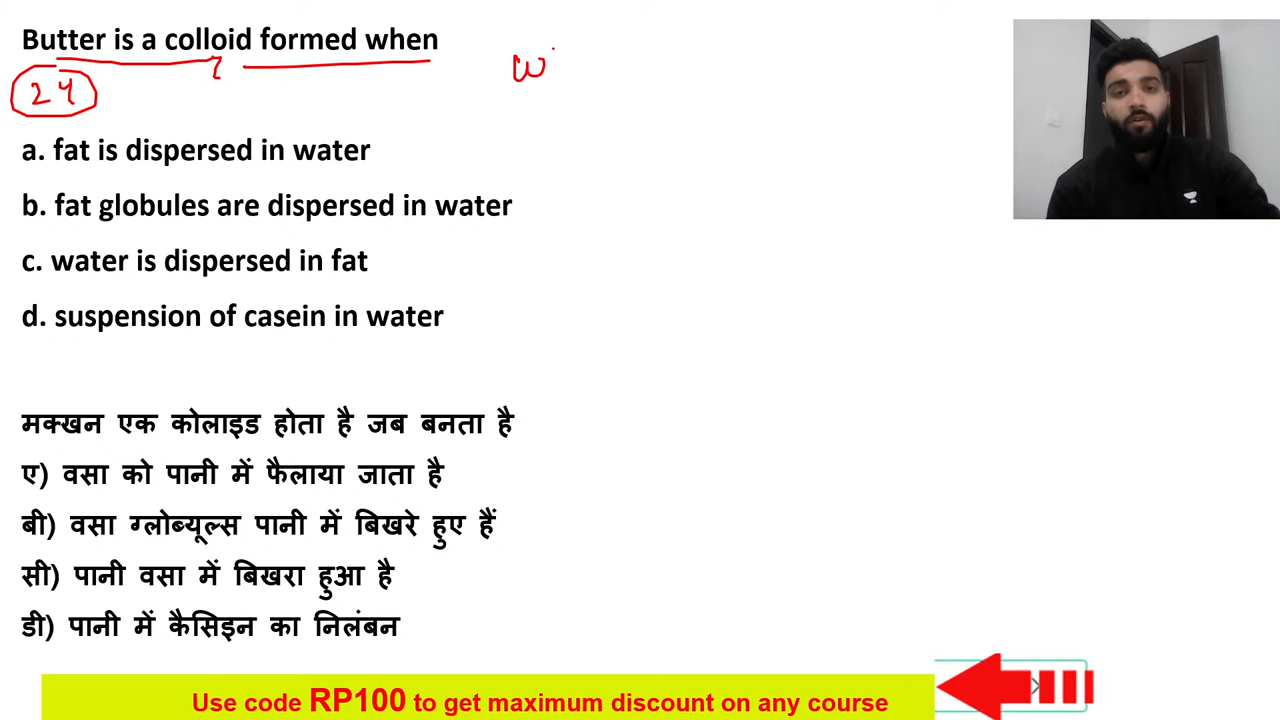 Butter is a colloid formed when
24
a. fat is dispersed in water
b. fat globules are dispersed in water
c. water is dispersed in fat
d. suspension of casein in water
मक्खन एक कोलाइड होता है जब बनता है
ए) वसा को पानी में फैलाया जाता है
बी) वसा ग्लोब्यूल्स पानी में बिखरे हुए हैं
सी) पानी वसा में बिखरा हुआ है
डी) पानी में कैसिइन का निलंबन
Use code RP100 to get maximum discount on any course